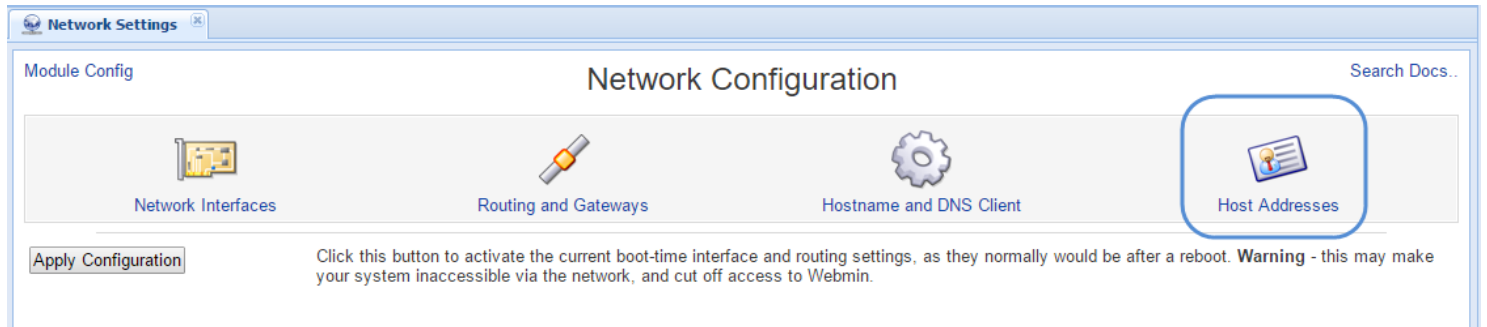 Network Settings
Module Config
Network Configuration
Search Docs..
Network Interfaces
Routing and Gateways
Hostname and DNS Client
Host Addresses
Apply Configuration
Click this button to activate the current boot-time interface and routing settings, as they normally would be after a reboot. Warning - this may make
your system inaccessible via the network, and cut off access to Webmin.